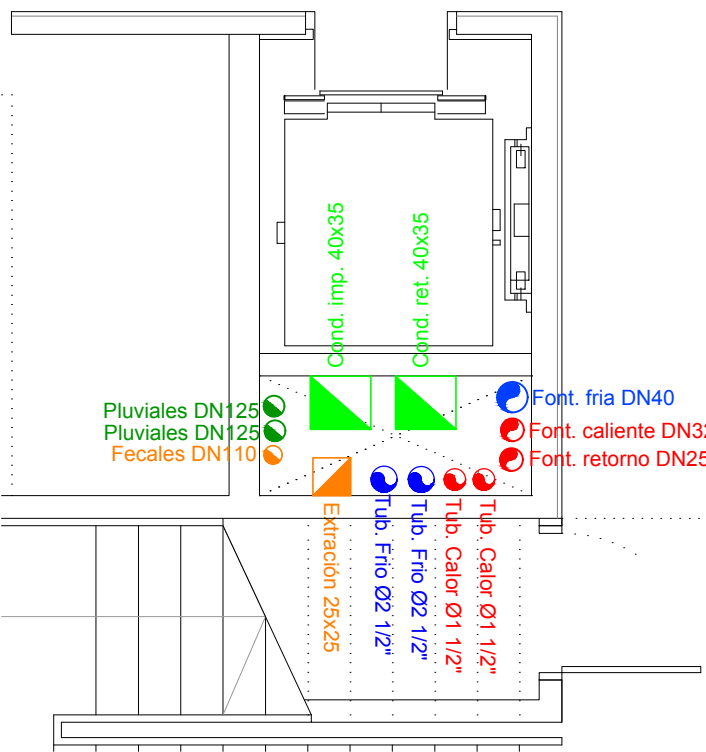 Cond. imp. 40x35
Cond. ret. 40x35
Pluviales DN125
Pluviales DN125
Fecales DN110
Font. fria DN40
Font. caliente DN32
Font. retorno DN25
Extración 25x25
Tub. Frio Ø2 1/2"
Tub. Frio Ø2 1/2"
Tub. Calor Ø1 1/2"
Tub. Calor Ø1 1/2"